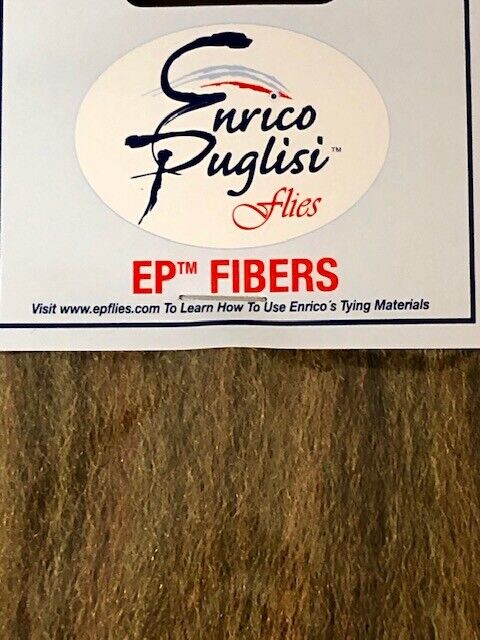 Enrico
Puglisi™
Flies
EP™ FIBERS
Visit www.epflies.com To Learn How To Use Enrico's Tying Materials